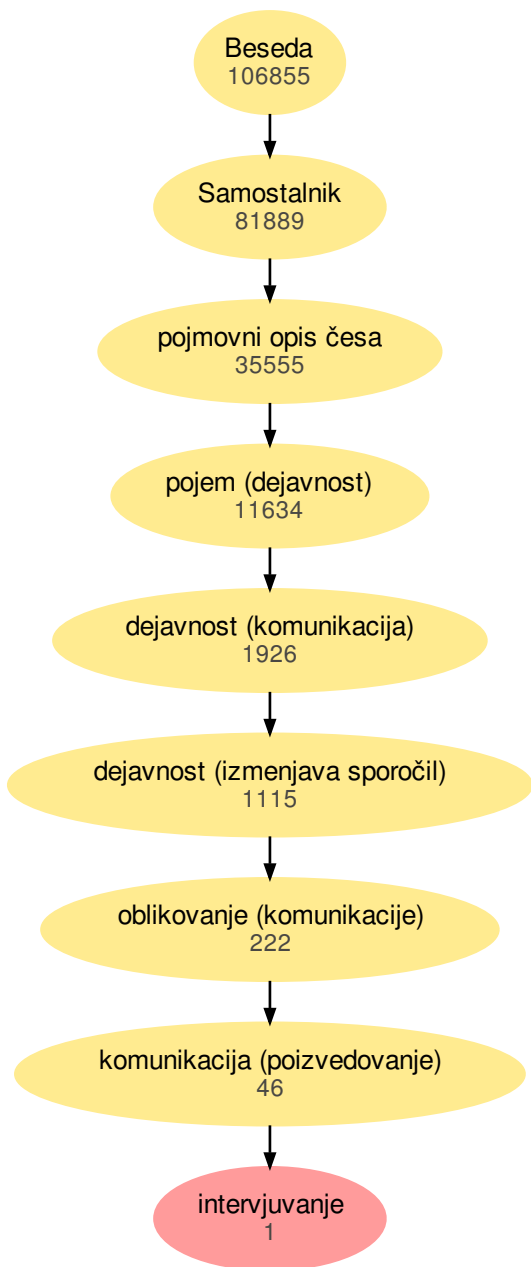 Beseda
106855
Samostalnik
81889
pojmovni opis česa
35555
pojem (dejavnost)
11634
dejavnost (komunikacija)
1926
dejavnost (izmenjava sporočil)
1115
oblikovanje (komunikacije)
222
komunikacija (poizvedovanje)
46
intervjuvanje
1